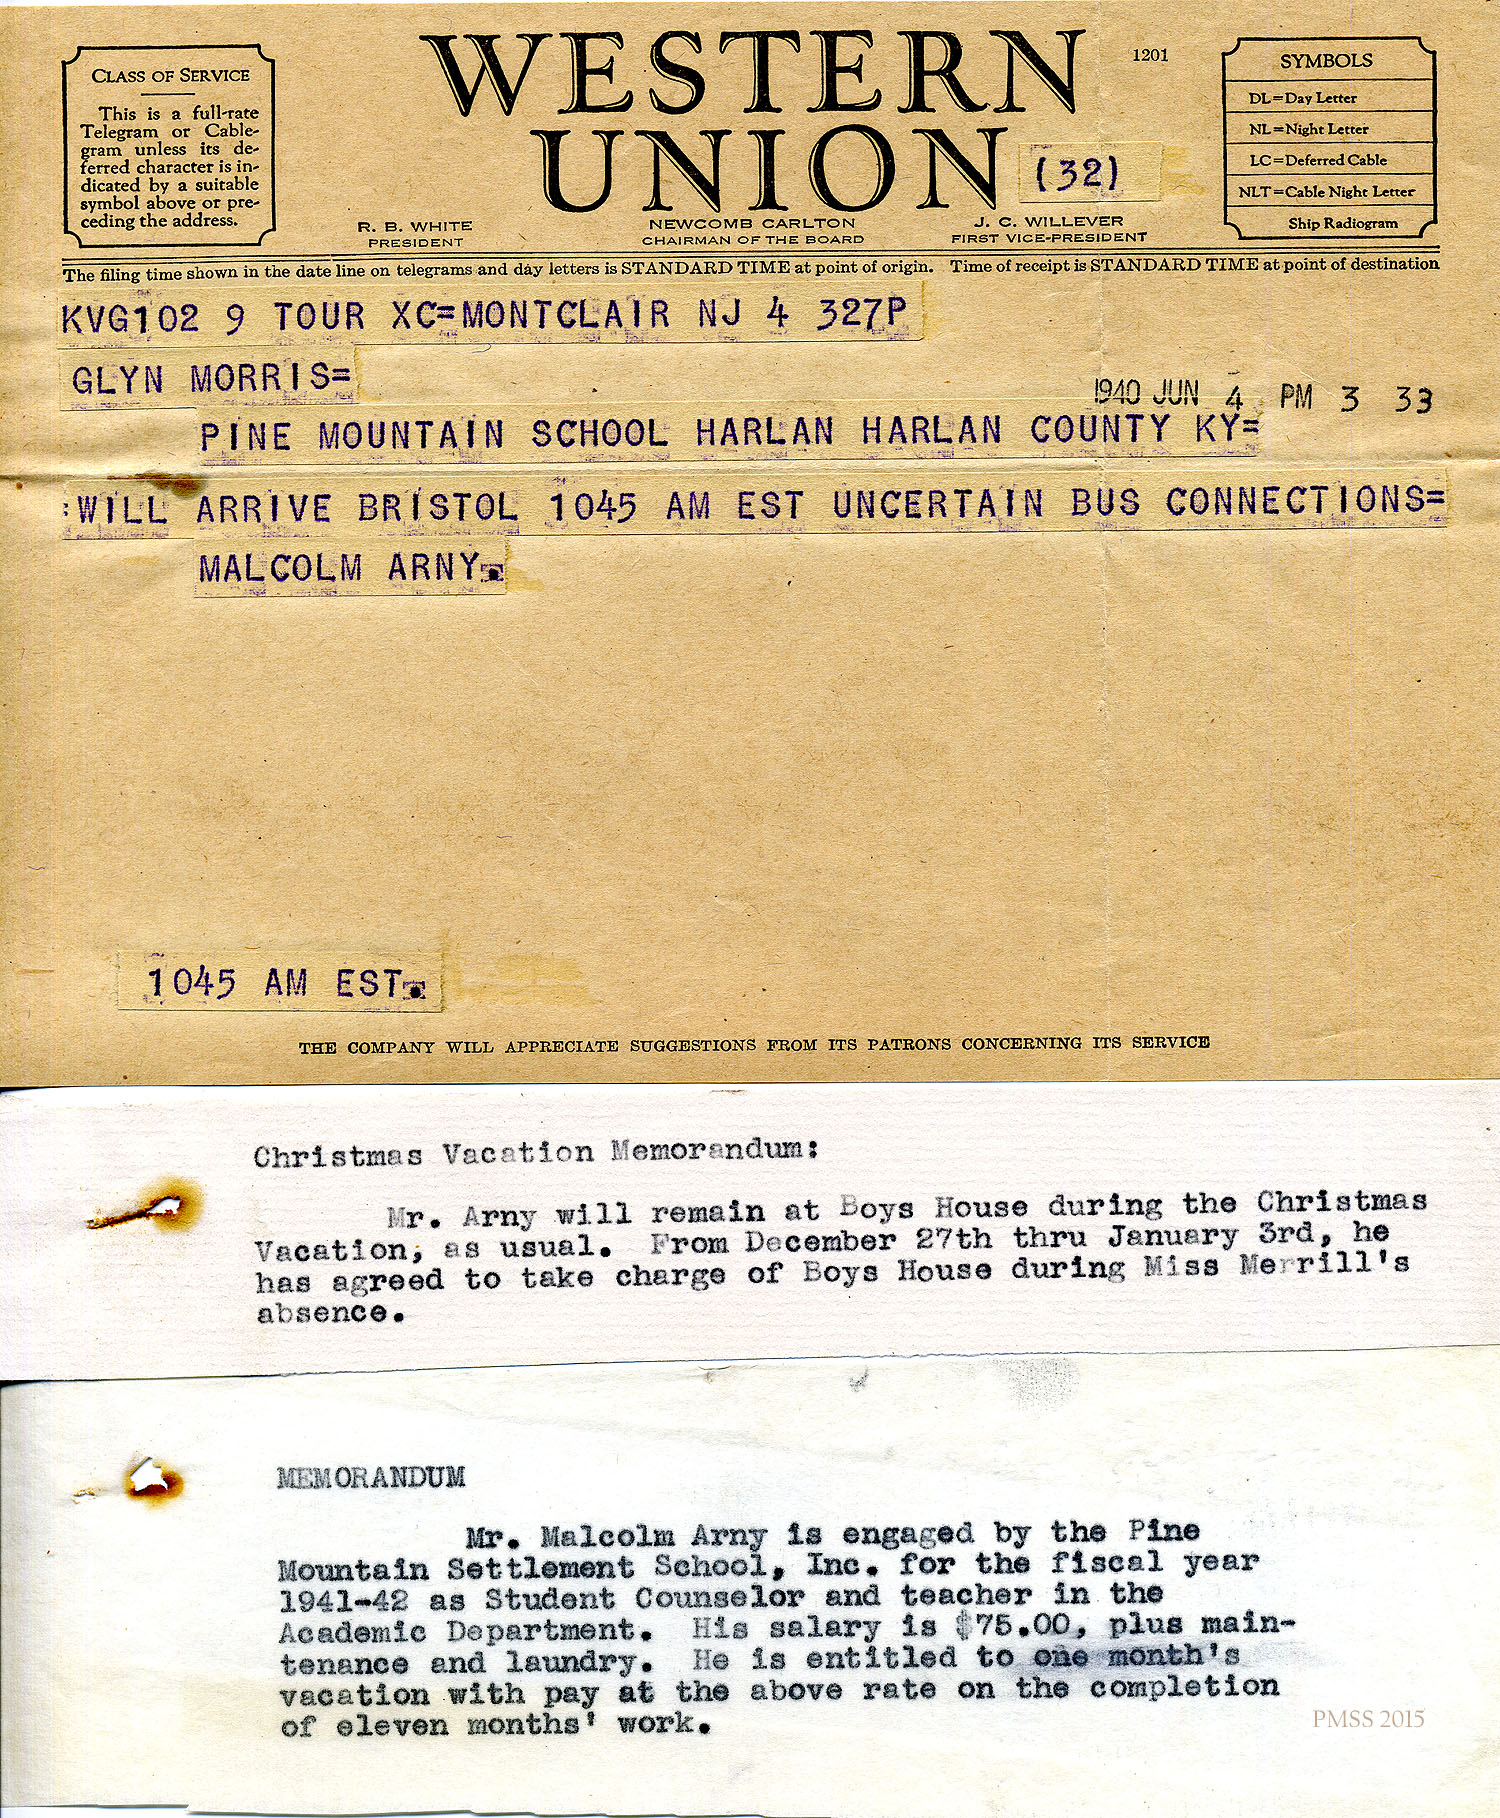 CLASS OF SERVICE
This is a full-rate
Telegram or Cable-
gram unless its de-
ferred character is in-
dicated by a suitable
symbol above or pre-
ceding the address.
WESTERN
UNION
1201
(32)
R. B. WHITE
PRESIDENT
NEWCOMB CARLTON
CHAIRMAN OF THE BOARD
J. C. WILLEVER
FIRST VICE-PRESIDENT
SYMBOLS
DL=Day Letter
NL=Night Letter
LC=Deferred Cable
NLT=Cable Night Letter
Ship Radiogram
The filing time shown in the date line on telegrams and day letters is STANDARD TIME at point of origin. Time of receipt is STANDARD TIME at point of destination
KVG102 9 TOUR XC=MONTCLAIR NJ 4 327P
GLYN MORRIS=
1940 JUN 4 PM 3 33
PINE MOUNTAIN SCHOOL HARLAN HARLAN COUNTY KY=
:WILL ARRIVE BRISTOL 1045 AM EST UNCERTAIN BUS CONNECTIONS=
MALCOLM ARNY.
1045 AM EST.
THE COMPANY WILL APPRECIATE SUGGESTIONS FROM ITS PATRONS CONCERNING ITS SERVICE
Christmas Vacation Memorandum:
Mr. Arny will remain at Boys House during the Christmas
Vacation, as usual. From December 27th thru January 3rd, he
has agreed to take charge of Boys House during Miss Merrill's
absence.
MEMORANDUM
Mr. Malcolm Arny is engaged by the Pine
Mountain Settlement School, Inc. for the fiscal year
1941-42 as Student Counselor and teacher in the
Academic Department. His salary is $75.00, plus main-
tenance and laundry. He is entitled to one month's
vacation with pay at the above rate on the completion
of eleven months' work.
PMSS 2015